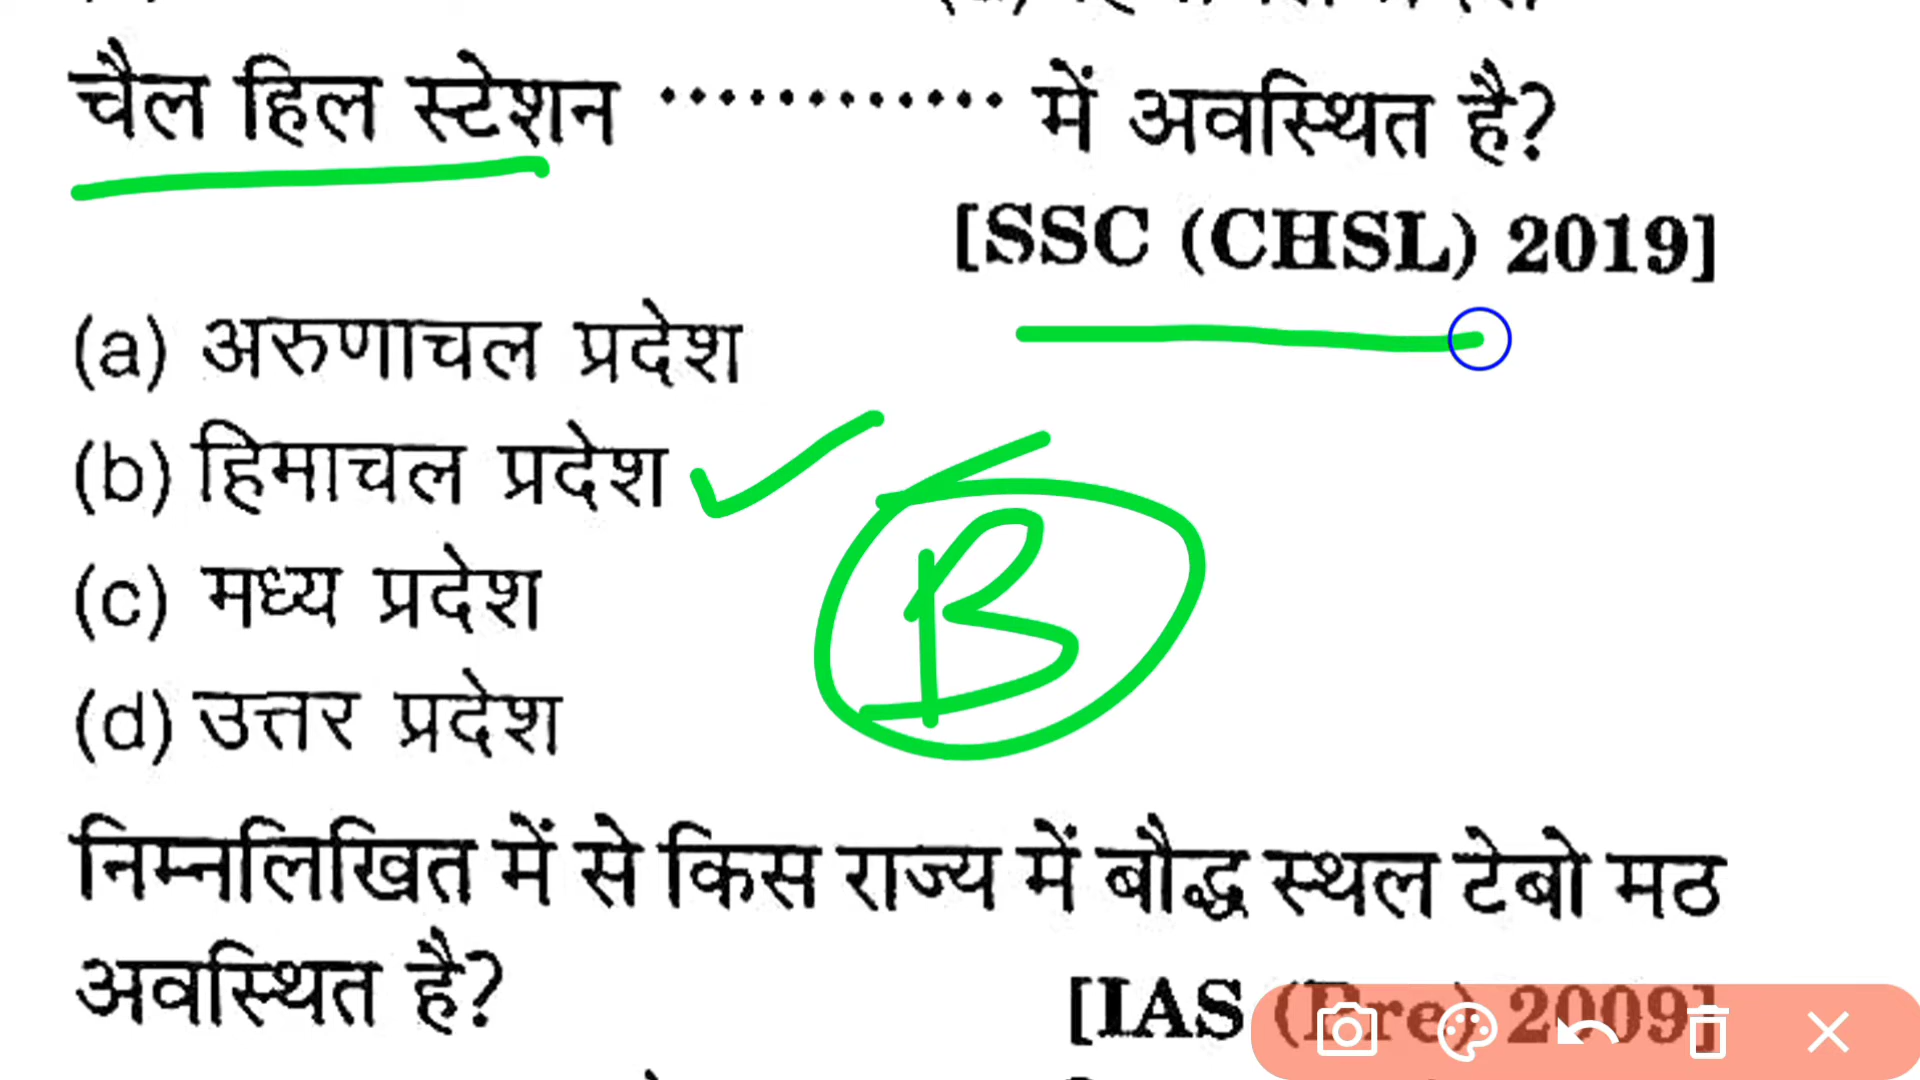 चैल हिल स्टेशन ············ में अवस्थित है?
[SSC (CHSL) 2019]
(a) अरुणाचल प्रदेश
(b) हिमाचल प्रदेश
B
(c) मध्य प्रदेश
(d) उत्तर प्रदेश
निम्नलिखित में से किस राज्य में बौद्ध स्थल टेबो मठ
अवस्थित है?
[IAS (Pre) 2009]